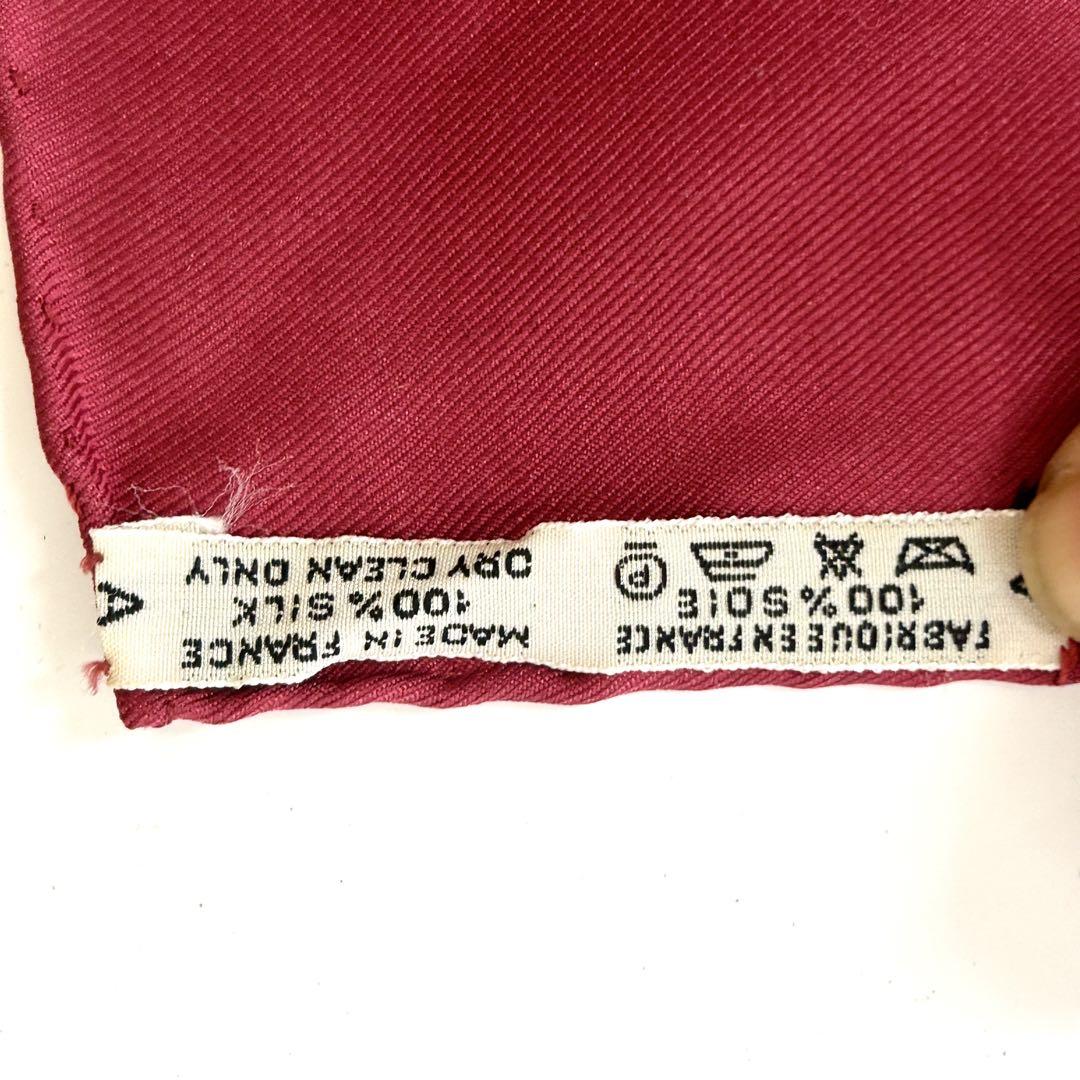 FABRIQUE EN FRANCE
100% SOIE
P
MADE IN FRANCE
100% SILK
DRY CLEAN ONLY
A